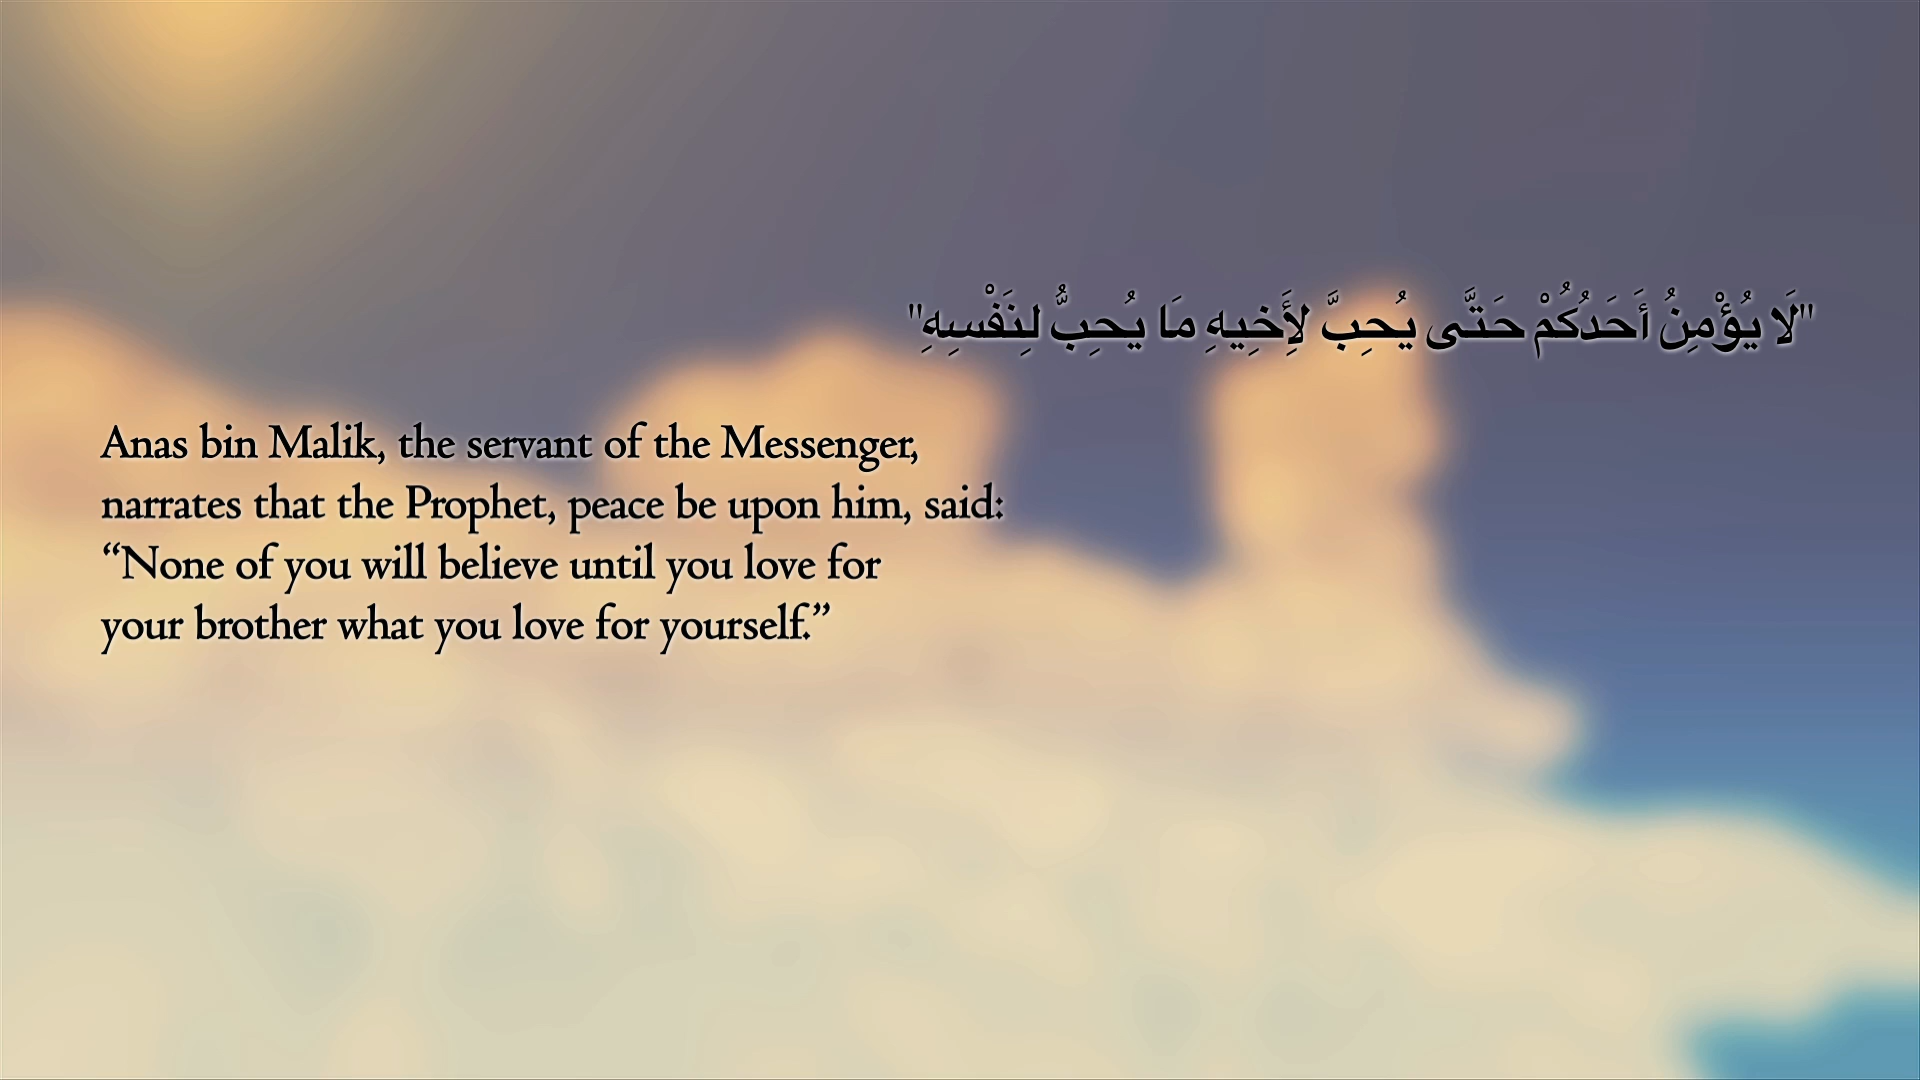 "لَا يُؤْمِنُ أَحَدُكُمْ حَتَّى يُحِبَّ لِأَخِيهِ مَا يُحِبُّ لِنَفْسِهِ"
Anas bin Malik, the servant of the Messenger,
narrates that the Prophet, peace be upon him, said:
“None of you will believe until you love for
your brother what you love for yourself.”